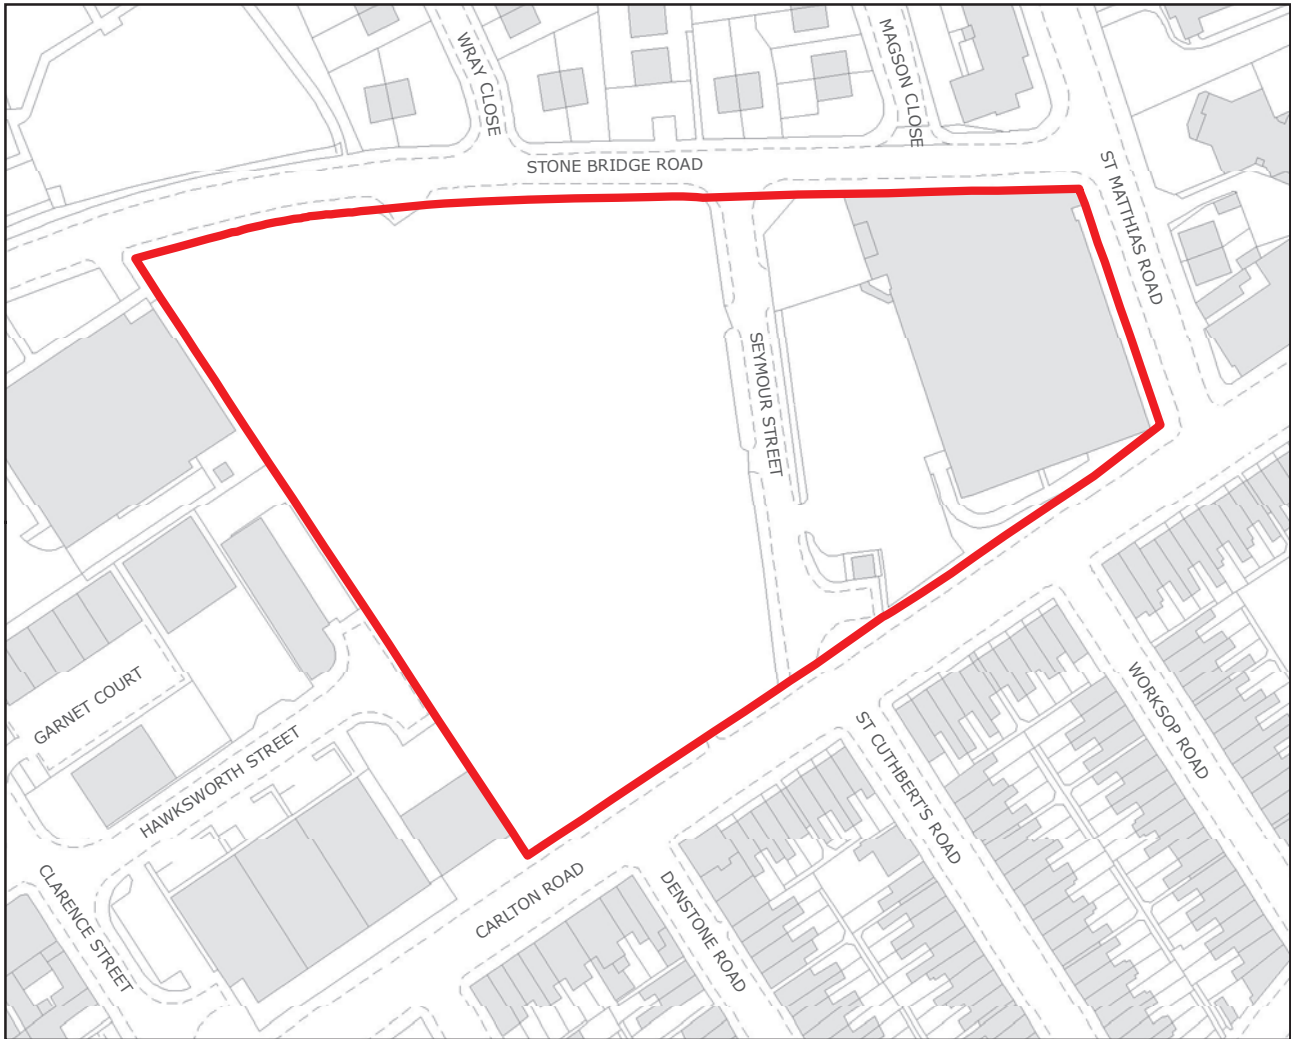 WRAY CLOSE
MAGSON CLOSE
STONE BRIDGE ROAD
ST MATTHIAS ROAD
SEYMOUR STREET
GARNET COURT
HAWKSWORTH STREET
WORKSOP ROAD
ST CUTHBERT'S ROAD
CLARENCE STREET
CARLTON ROAD
DENSTONE ROAD